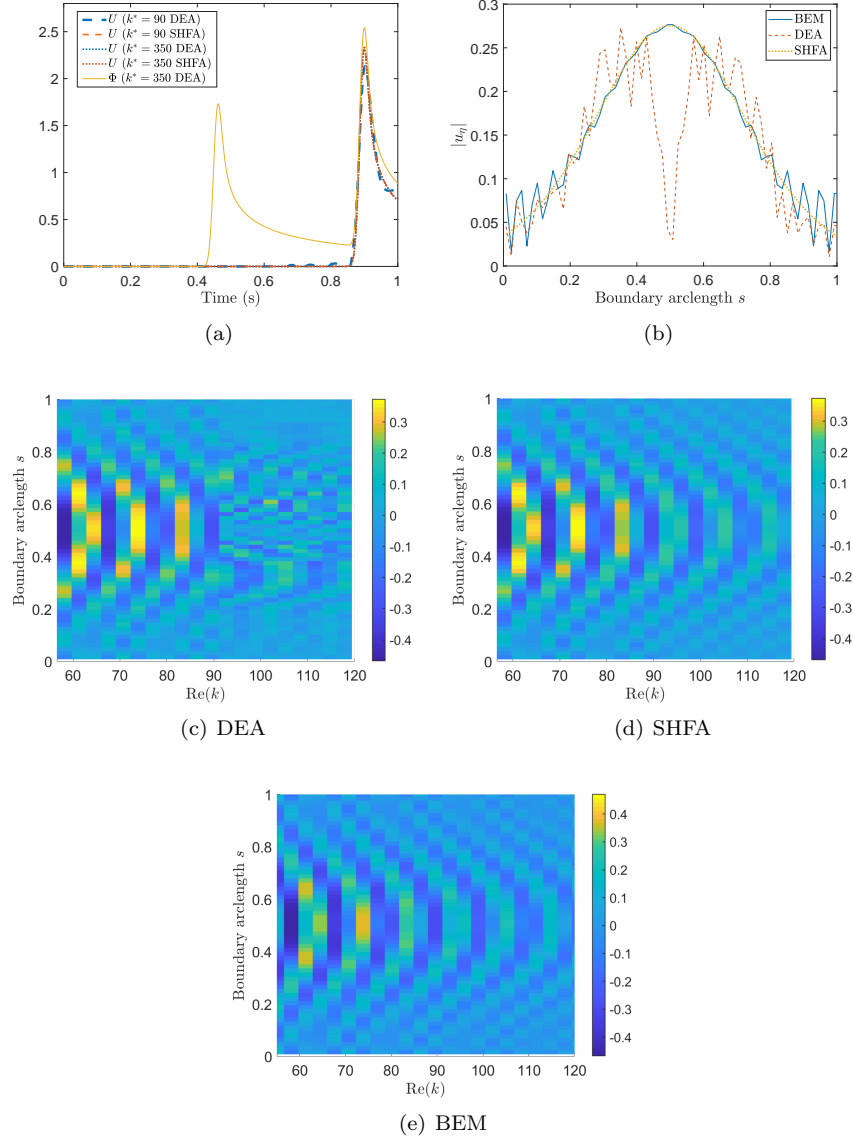 U (k* = 90 DEA)
U (k* = 90 SHFA)
U (k* = 350 DEA)
U (k* = 350 SHFA)
Φ (k* = 350 DEA)
2.5
2
1.5
1
0.5
0
0 0.2 0.4 0.6 0.8 1
Time (s)
(a)
BEM
DEA
SHFA
0.3
0.25
0.2
0.15
0.1
0.05
0
|u_η|
0 0.2 0.4 0.6 0.8 1
Boundary arclength s
(b)
1
0.8
0.6
0.4
0.2
0
Boundary arclength s
60 70 80 90 100 110 120
Re(k)
0.3
0.2
0.1
0
-0.1
-0.2
-0.3
-0.4
(c) DEA
1
0.8
0.6
0.4
0.2
0
Boundary arclength s
60 70 80 90 100 110 120
Re(k)
0.3
0.2
0.1
0
-0.1
-0.2
-0.3
-0.4
(d) SHFA
1
0.8
0.6
0.4
0.2
0
Boundary arclength s
60 70 80 90 100 110 120
Re(k)
0.4
0.3
0.2
0.1
0
-0.1
-0.2
-0.3
-0.4
(e) BEM